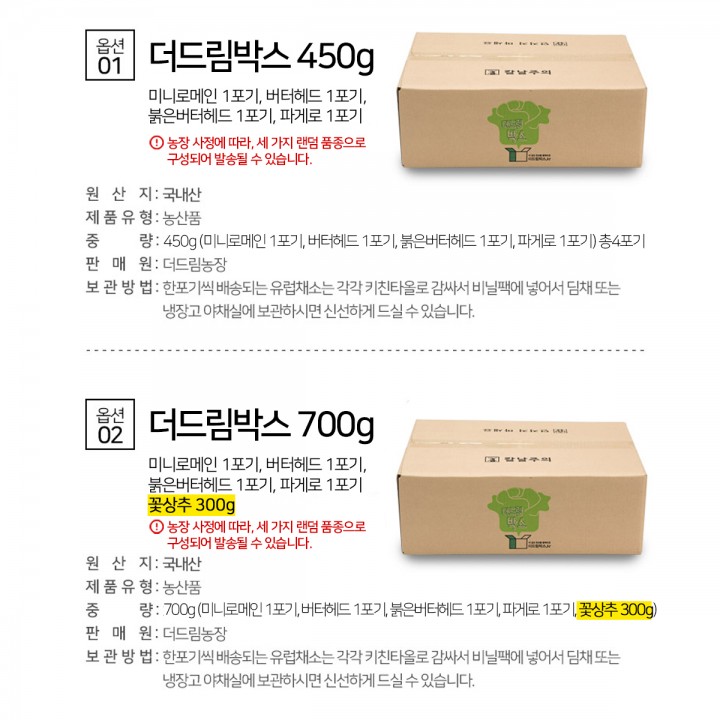 옵션
01
더드림박스 450g
미니로메인 1포기, 버터헤드 1포기,
붉은버터헤드 1포기, 파게로 1포기
농장 사정에 따라, 세 가지 랜덤 품종으로
구성되어 발송될 수 있습니다.
칼날주의
더드림
박스
원 산 지 : 국내산
제품유형 : 농산품
중 량 : 450g (미니로메인 1포기, 버터헤드 1포기, 붉은버터헤드 1포기, 파게로 1포기) 총4포기
판 매 원 : 더드림농장
보관방법 : 한포기씩 배송되는 유럽채소는 각각 키친타올로 감싸서 비닐팩에 넣어서 딤채 또는
냉장고 야채실에 보관하시면 신선하게 드실 수 있습니다.
옵션
02
더드림박스 700g
미니로메인 1포기, 버터헤드 1포기,
붉은버터헤드 1포기, 파게로 1포기
꽃상추 300g
농장 사정에 따라, 세 가지 랜덤 품종으로
구성되어 발송될 수 있습니다.
칼날주의
더드림
박스
원 산 지 : 국내산
제품유형 : 농산품
중 량 : 700g (미니로메인 1포기, 버터헤드 1포기, 붉은버터헤드 1포기, 파게로 1포기, 꽃상추 300g)
판 매 원 : 더드림농장
보관방법 : 한포기씩 배송되는 유럽채소는 각각 키친타올로 감싸서 비닐팩에 넣어서 딤채 또는
냉장고 야채실에 보관하시면 신선하게 드실 수 있습니다.